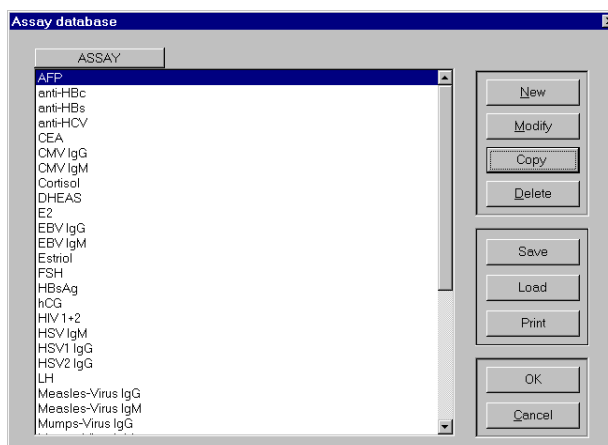 Assay database
ASSAY
AFP
anti-HBc
anti-HBs
anti-HCV
CEA
CMV IgG
CMV IgM
Cortisol
DHEAS
E2
EBV IgG
EBV IgM
Estriol
FSH
HBsAg
hCG
HIV 1+2
HSV IgM
HSV1 IgG
HSV2 IgG
LH
Measles-Virus IgG
Measles-Virus IgM
Mumps-Virus IgG
New
Modify
Copy
Delete
Save
Load
Print
OK
Cancel